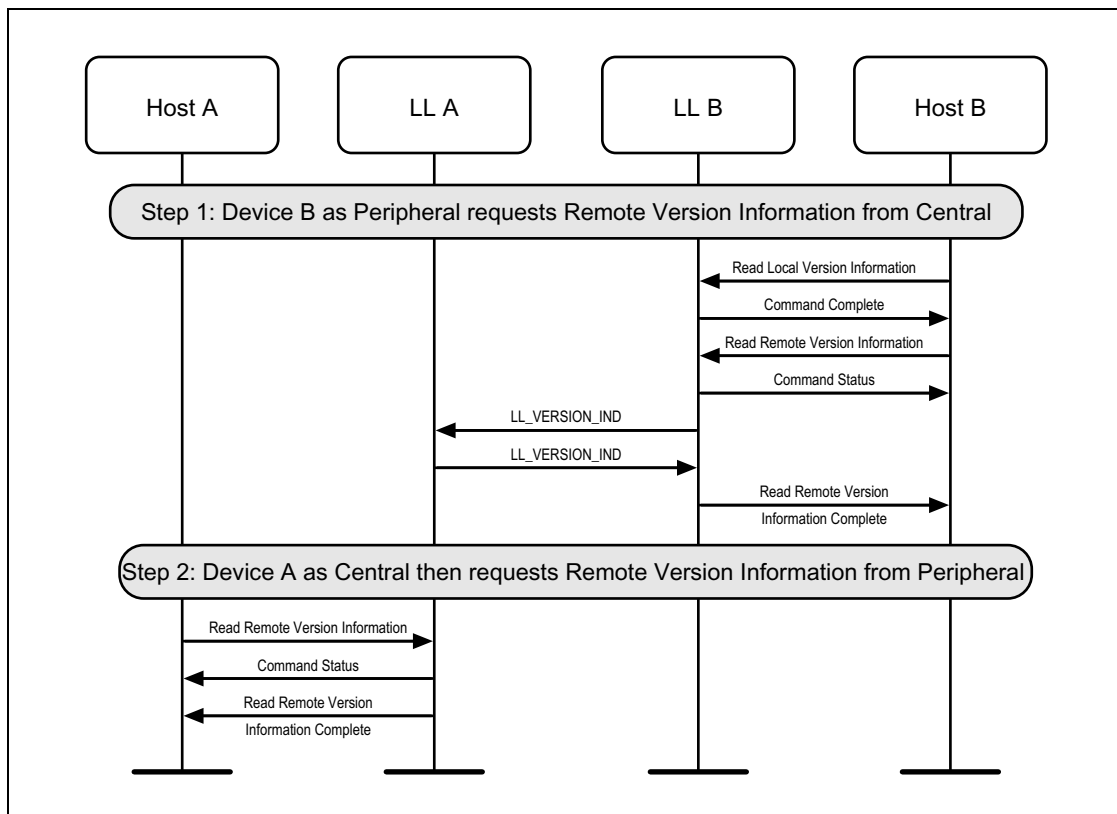 Host A
LL A
LL B
Host B
Step 1: Device B as Peripheral requests Remote Version Information from Central
Read Local Version Information
Command Complete
Read Remote Version Information
Command Status
LL_VERSION_IND
LL_VERSION_IND
Read Remote Version
Information Complete
Step 2: Device A as Central then requests Remote Version Information from Peripheral
Read Remote Version Information
Command Status
Read Remote Version
Information Complete